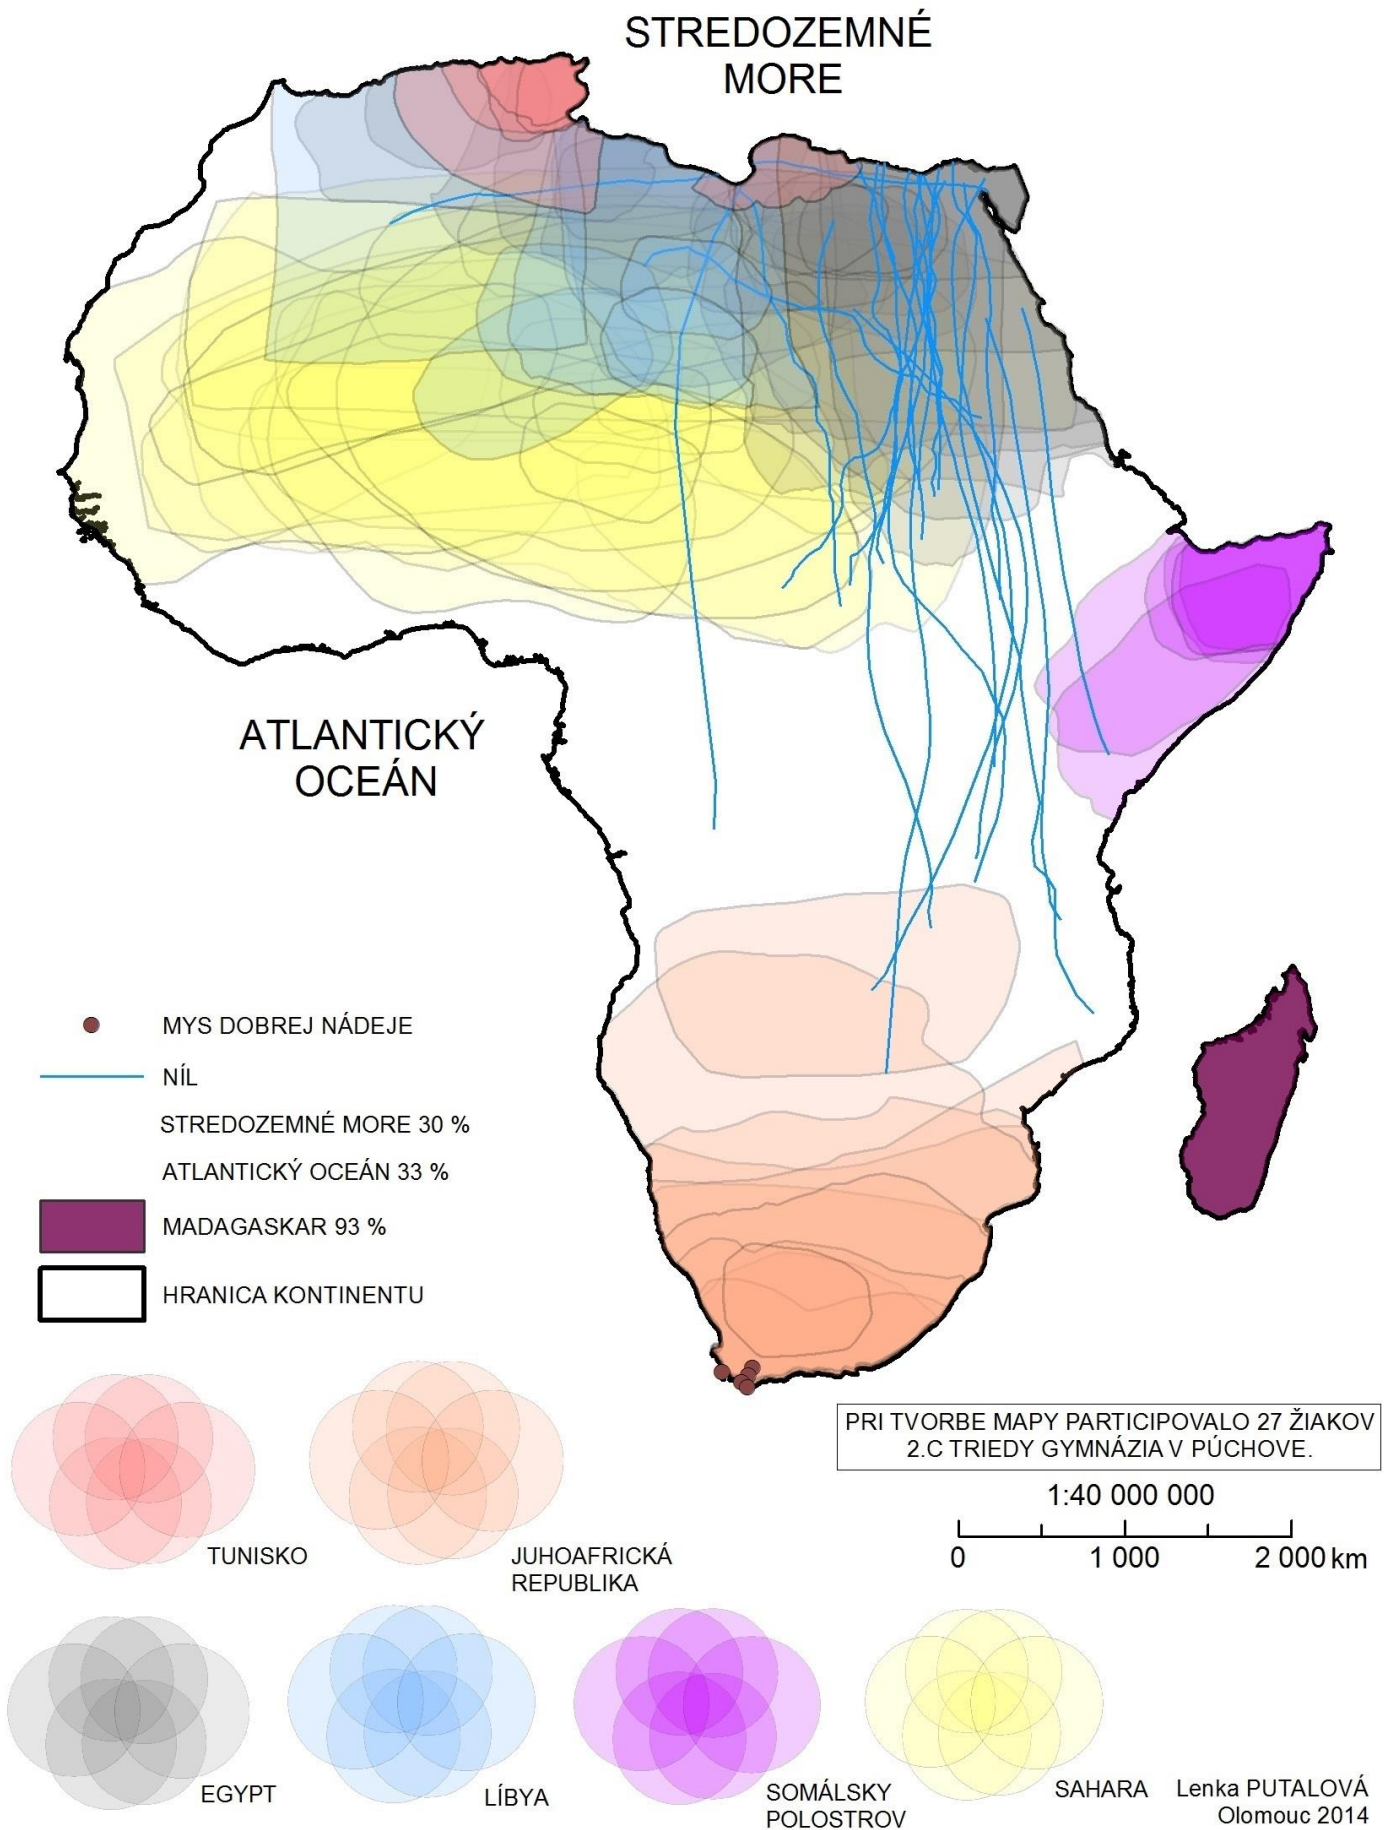 STREDOZEMNÉ
MORE
ATLANTICKÝ
OCEÁN
MYS DOBREJ NÁDEJE
NÍL
STREDOZEMNÉ MORE 30 %
ATLANTICKÝ OCEÁN 33 %
MADAGASKAR 93 %
HRANICA KONTINENTU
PRI TVORBE MAPY PARTICIPOVALO 27 ŽIAKOV
2.C TRIEDY GYMNÁZIA V PÚCHOVE.
1:40 000 000
0 1 000 2 000 km
TUNISKO
JUHOAFRICKÁ
REPUBLIKA
EGYPT
LÍBYA
SOMÁLSKY
POLOSTROV
SAHARA
Lenka PUTALOVÁ
Olomouc 2014